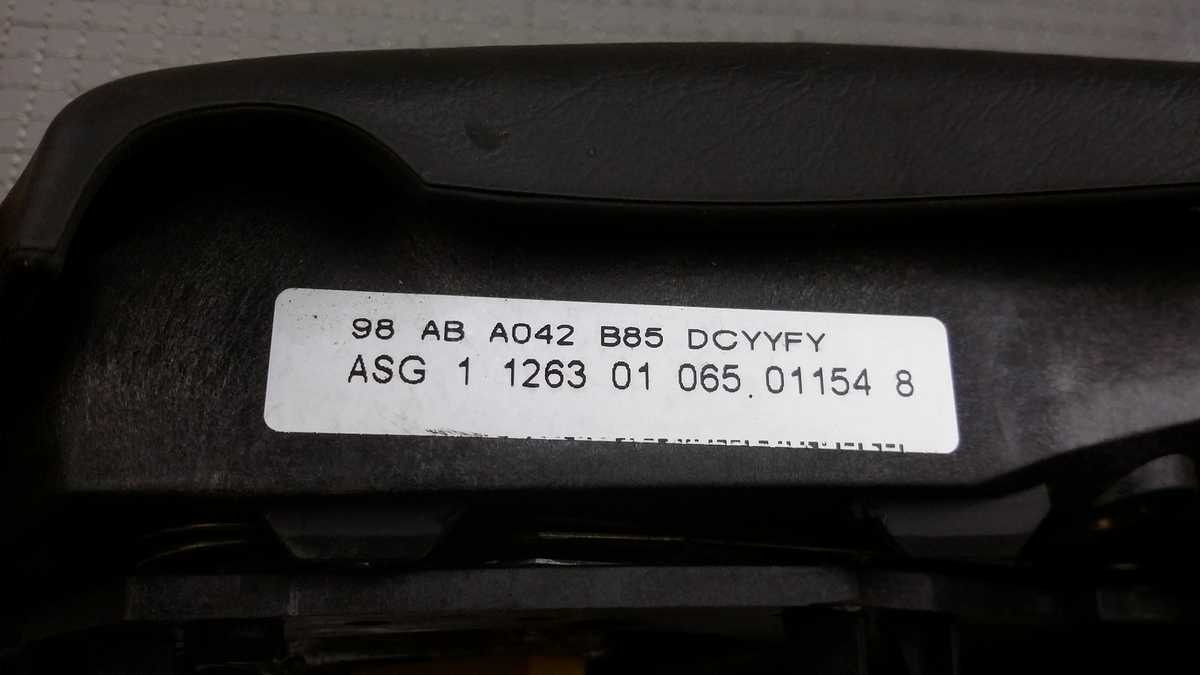 98 AB A042 B85 DCYYFY
ASG 1 1263 01 065.01154 8